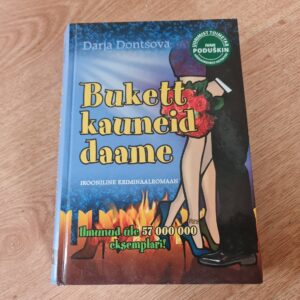 Darja Dontsova
IVAN
PODUŠKIN
Bukett
kauneid
daame
IROONILINE KRIMINAALROMAAN
Ilmunud üle 57 000 000
eksemplari!